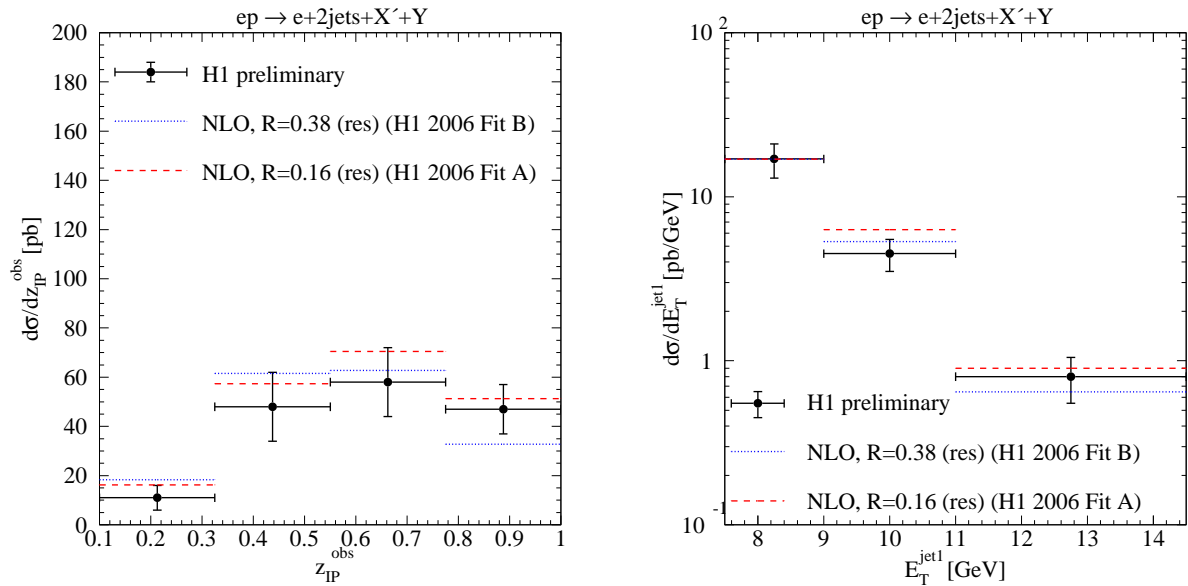 ep → e+2jets+X´+Y
200
180
160
140
120
100
80
60
40
20
0
dσ/dz_IP^obs [pb]
H1 preliminary
NLO, R=0.38 (res) (H1 2006 Fit B)
NLO, R=0.16 (res) (H1 2006 Fit A)
0.1 0.2 0.3 0.4 0.5 0.6 0.7 0.8 0.9 1
z_IP^obs
ep → e+2jets+X´+Y
10^2
10
1
10^-1
dσ/dE_T^jet1 [pb/GeV]
H1 preliminary
NLO, R=0.38 (res) (H1 2006 Fit B)
NLO, R=0.16 (res) (H1 2006 Fit A)
8 9 10 11 12 13 14
E_T^jet1 [GeV]